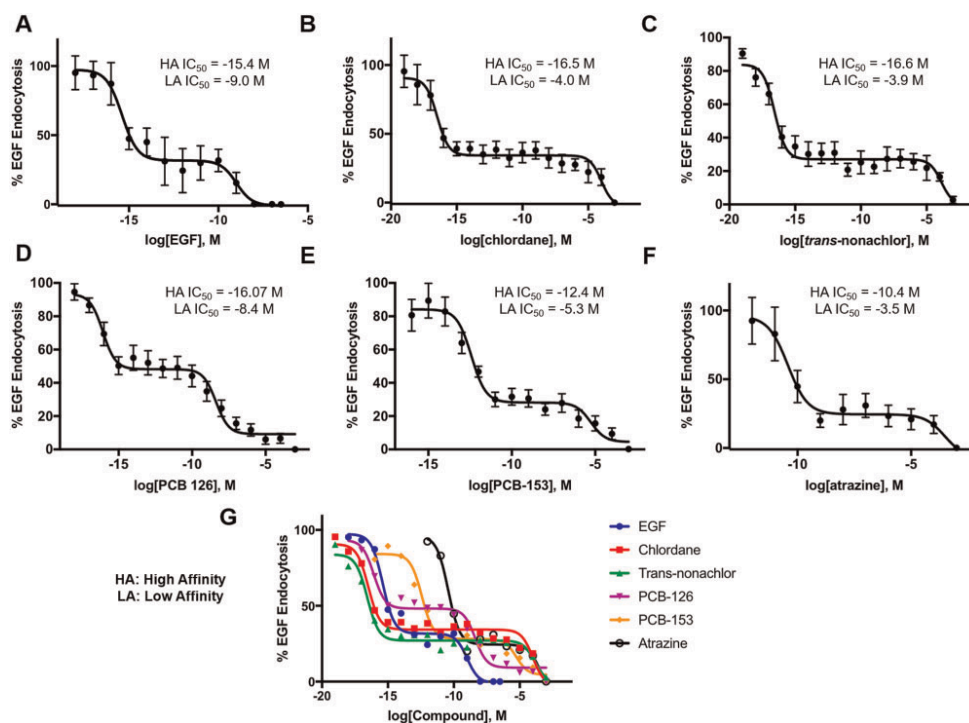 A
HA IC50 = -15.4 M
LA IC50 = -9.0 M
% EGF Endocytosis
100
50
0
-15
-10
-5
log[EGF], M
B
HA IC50 = -16.5 M
LA IC50 = -4.0 M
% EGF Endocytosis
100
50
0
-20
-15
-10
-5
0
log[chlordane], M
C
HA IC50 = -16.6 M
LA IC50 = -3.9 M
% EGF Endocytosis
100
80
60
40
20
0
-20
-15
-10
-5
log[trans-nonachlor], M
D
HA IC50 = -16.07 M
LA IC50 = -8.4 M
% EGF Endocytosis
100
80
60
40
20
0
-15
-10
-5
log[PCB 126], M
E
HA IC50 = -12.4 M
LA IC50 = -5.3 M
% EGF Endocytosis
100
80
60
40
20
0
-15
-10
-5
log[PCB-153], M
F
HA IC50 = -10.4 M
LA IC50 = -3.5 M
% EGF Endocytosis
100
50
0
-10
-5
log[atrazine], M
G
HA: High Affinity
LA: Low Affinity
% EGF Endocytosis
100
75
50
25
0
-20
-15
-10
-5
0
log[Compound], M
EGF
Chlordane
Trans-nonachlor
PCB-126
PCB-153
Atrazine